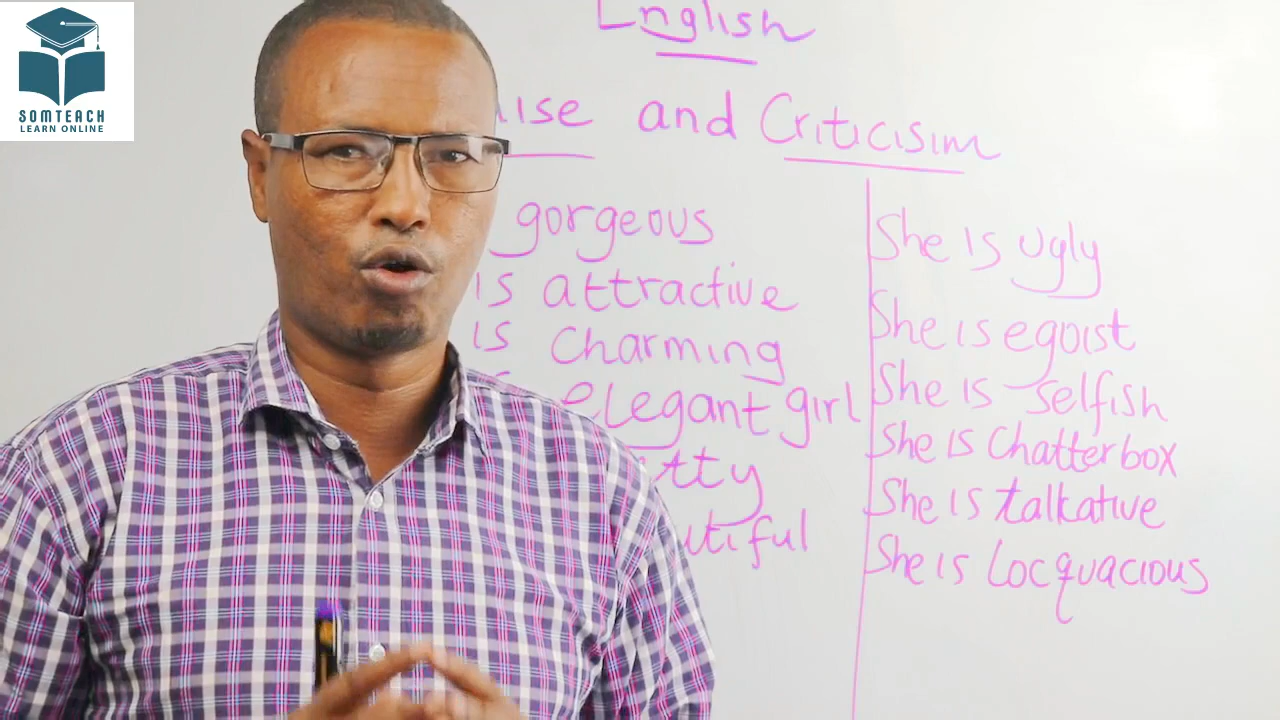 SOMTEACH
LEARN ONLINE
English
and Criticisim
gorgeous
is attractive
is charming
elegant girl
She is ugly
She is egoist
She is selfish
She is Chatterbox
She is talkative
She is Locquacious